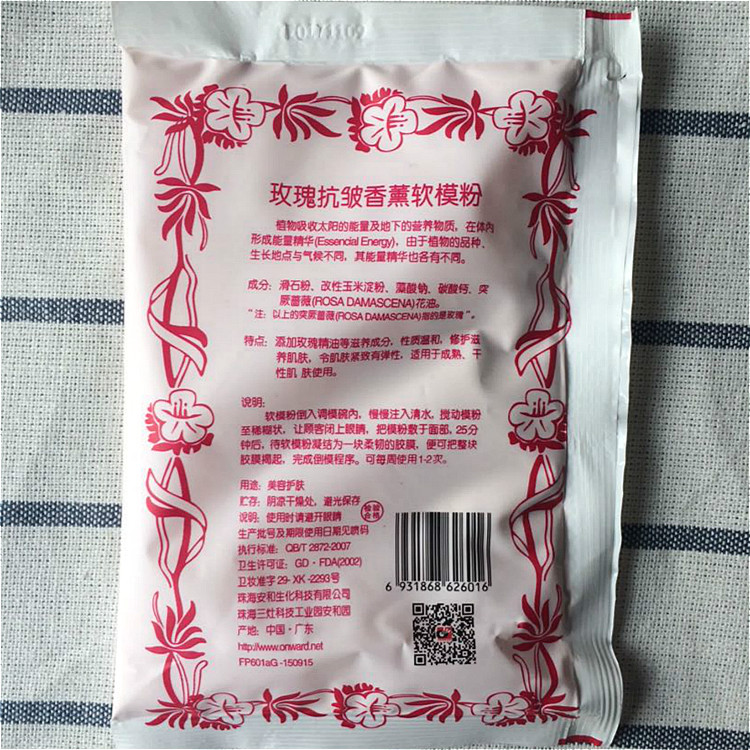 玫瑰抗皱香薰软模粉
植物吸收太阳的能量及地下的营养物质，在体内
形成能量精华(Essencial Energy)，由于植物的品种、
生长地点与气候不同，其能量精华也各有不同。
成分：滑石粉、改性玉米淀粉、藻酸钠、碳酸钙、突
厥蔷薇(ROSA DAMASCENA)花油。
“注：以上的突厥蔷薇(ROSA DAMASCENA)指的是玫瑰”。
特点：添加玫瑰精油等滋养成分，性质温和，修护滋
养肌肤，令肌肤紧致有弹性，适用于成熟、干
性肌 肤使用。
说明：
软模粉倒入调模碗内，慢慢注入清水，搅动模粉
至稀糊状，让顾客闭上眼睛，把模粉敷于面部，25分
钟后，待软模粉凝结为一块柔韧的胶膜，便可把整块
胶膜揭起，完成倒模程序。可每周使用1-2次。
用途：美容护肤
贮存：阴凉干燥处，避光保存
说明：使用时请避开眼睛
检验
合格
生产批号及期限使用日期见喷码
执行标准：QB/T 2872-2007
卫生许可证：GD·FDA(2002)
卫妆准字29-XK-2293号
珠海安和生化科技有限公司
珠海三灶科技工业园安和园
产地：中国·广东
http://www.onward.net
FP601aG-150915
6 931868 626016